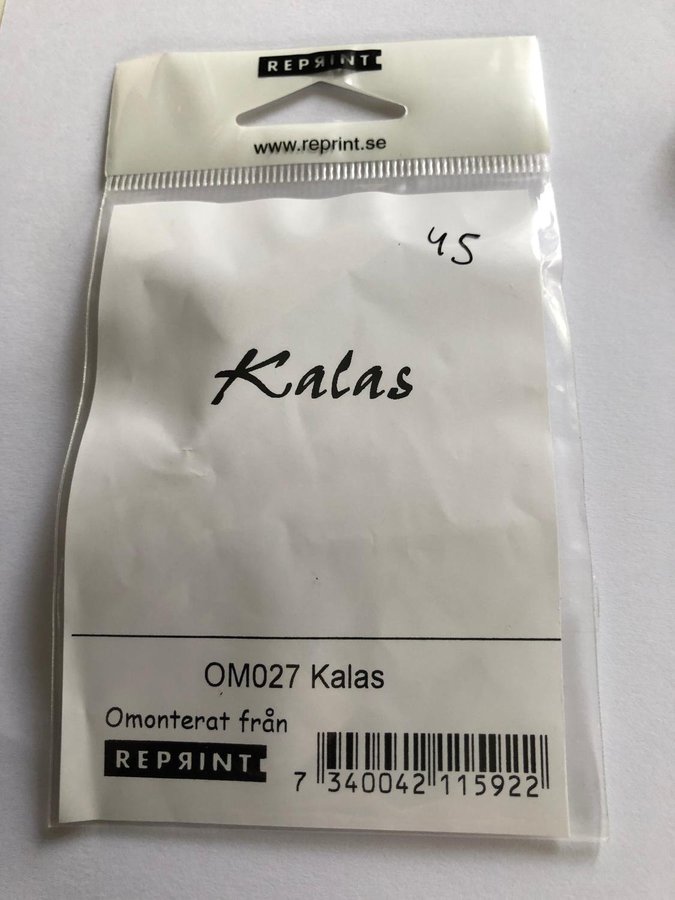 REPRINT
www.reprint.se
45
Kalas
OM027 Kalas
Omonterat från
REPRINT
7 340042 115922